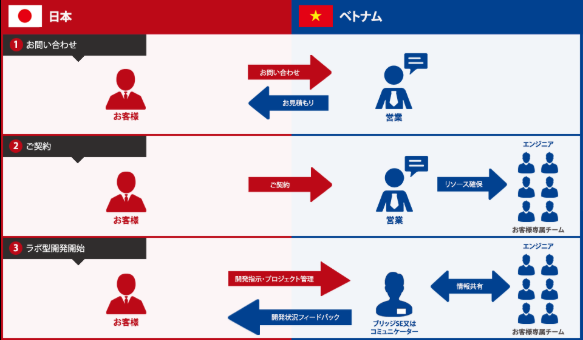 日本
ベトナム
1 お問い合わせ
お問い合わせ
お見積もり
お客様
営業
2 ご契約
エンジニア
ご契約
リソース確保
お客様
営業
お客様専属チーム
3 ラボ型開発開始
エンジニア
開発指示・プロジェクト管理
情報共有
開発状況フィードバック
お客様
ブリッジSE又は
コミュニケーター
お客様専属チーム